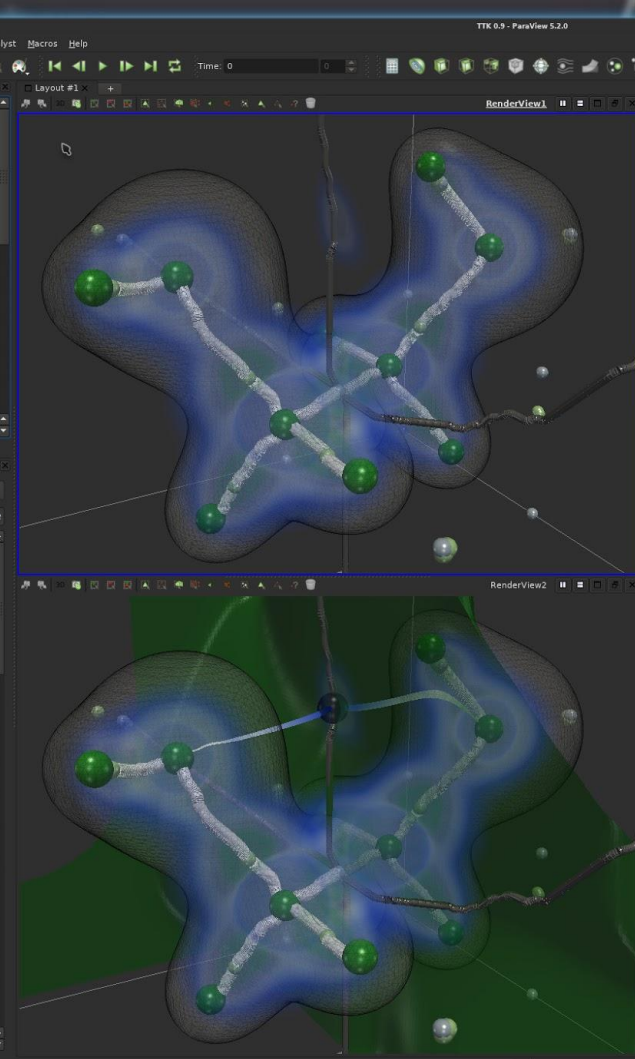 TTK 0.9 - ParaView 5.2.0
lyst Macros Help
Time: 0 0
Layout #1
RenderView1
RenderView2